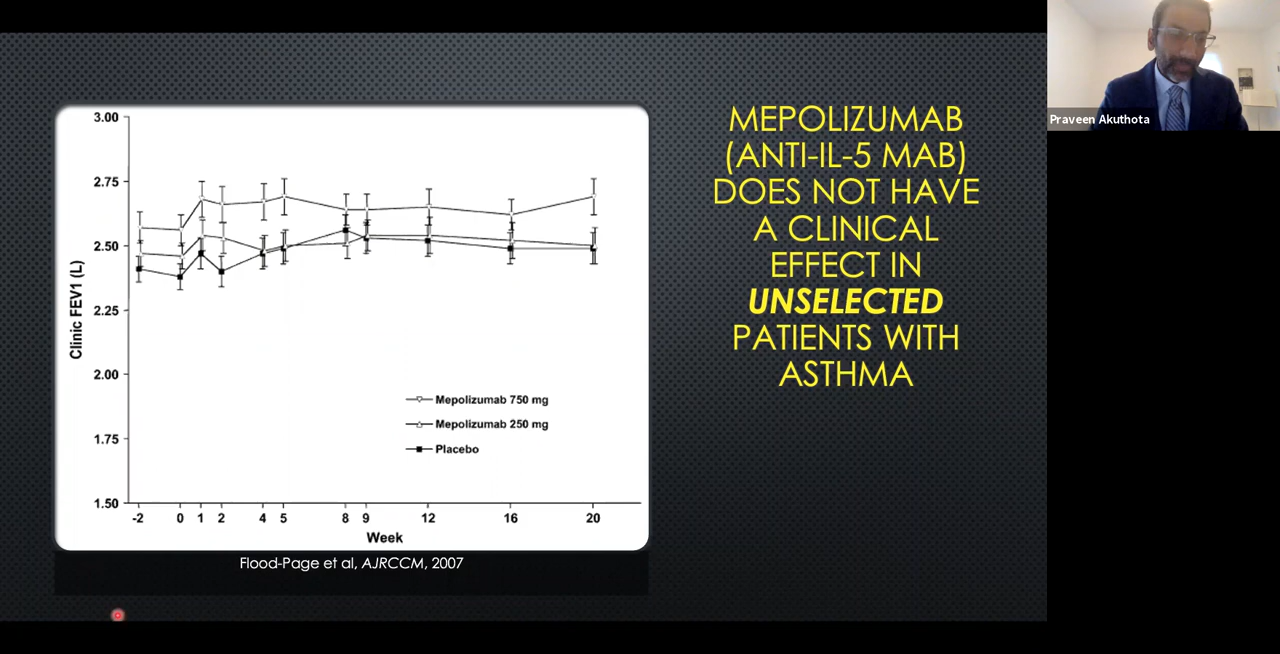 3.00
2.75
2.50
2.25
2.00
1.75
1.50
Clinic FEV1 (L)
Mepolizumab 750 mg
Mepolizumab 250 mg
Placebo
-2 0 1 2 4 5 8 9 12 16 20
Week
Flood-Page et al, AJRCCM, 2007
MEPOLIZUMAB
(ANTI-IL-5 MAB)
DOES NOT HAVE
A CLINICAL
EFFECT IN
UNSELECTED
PATIENTS WITH
ASTHMA
Praveen Akuthota